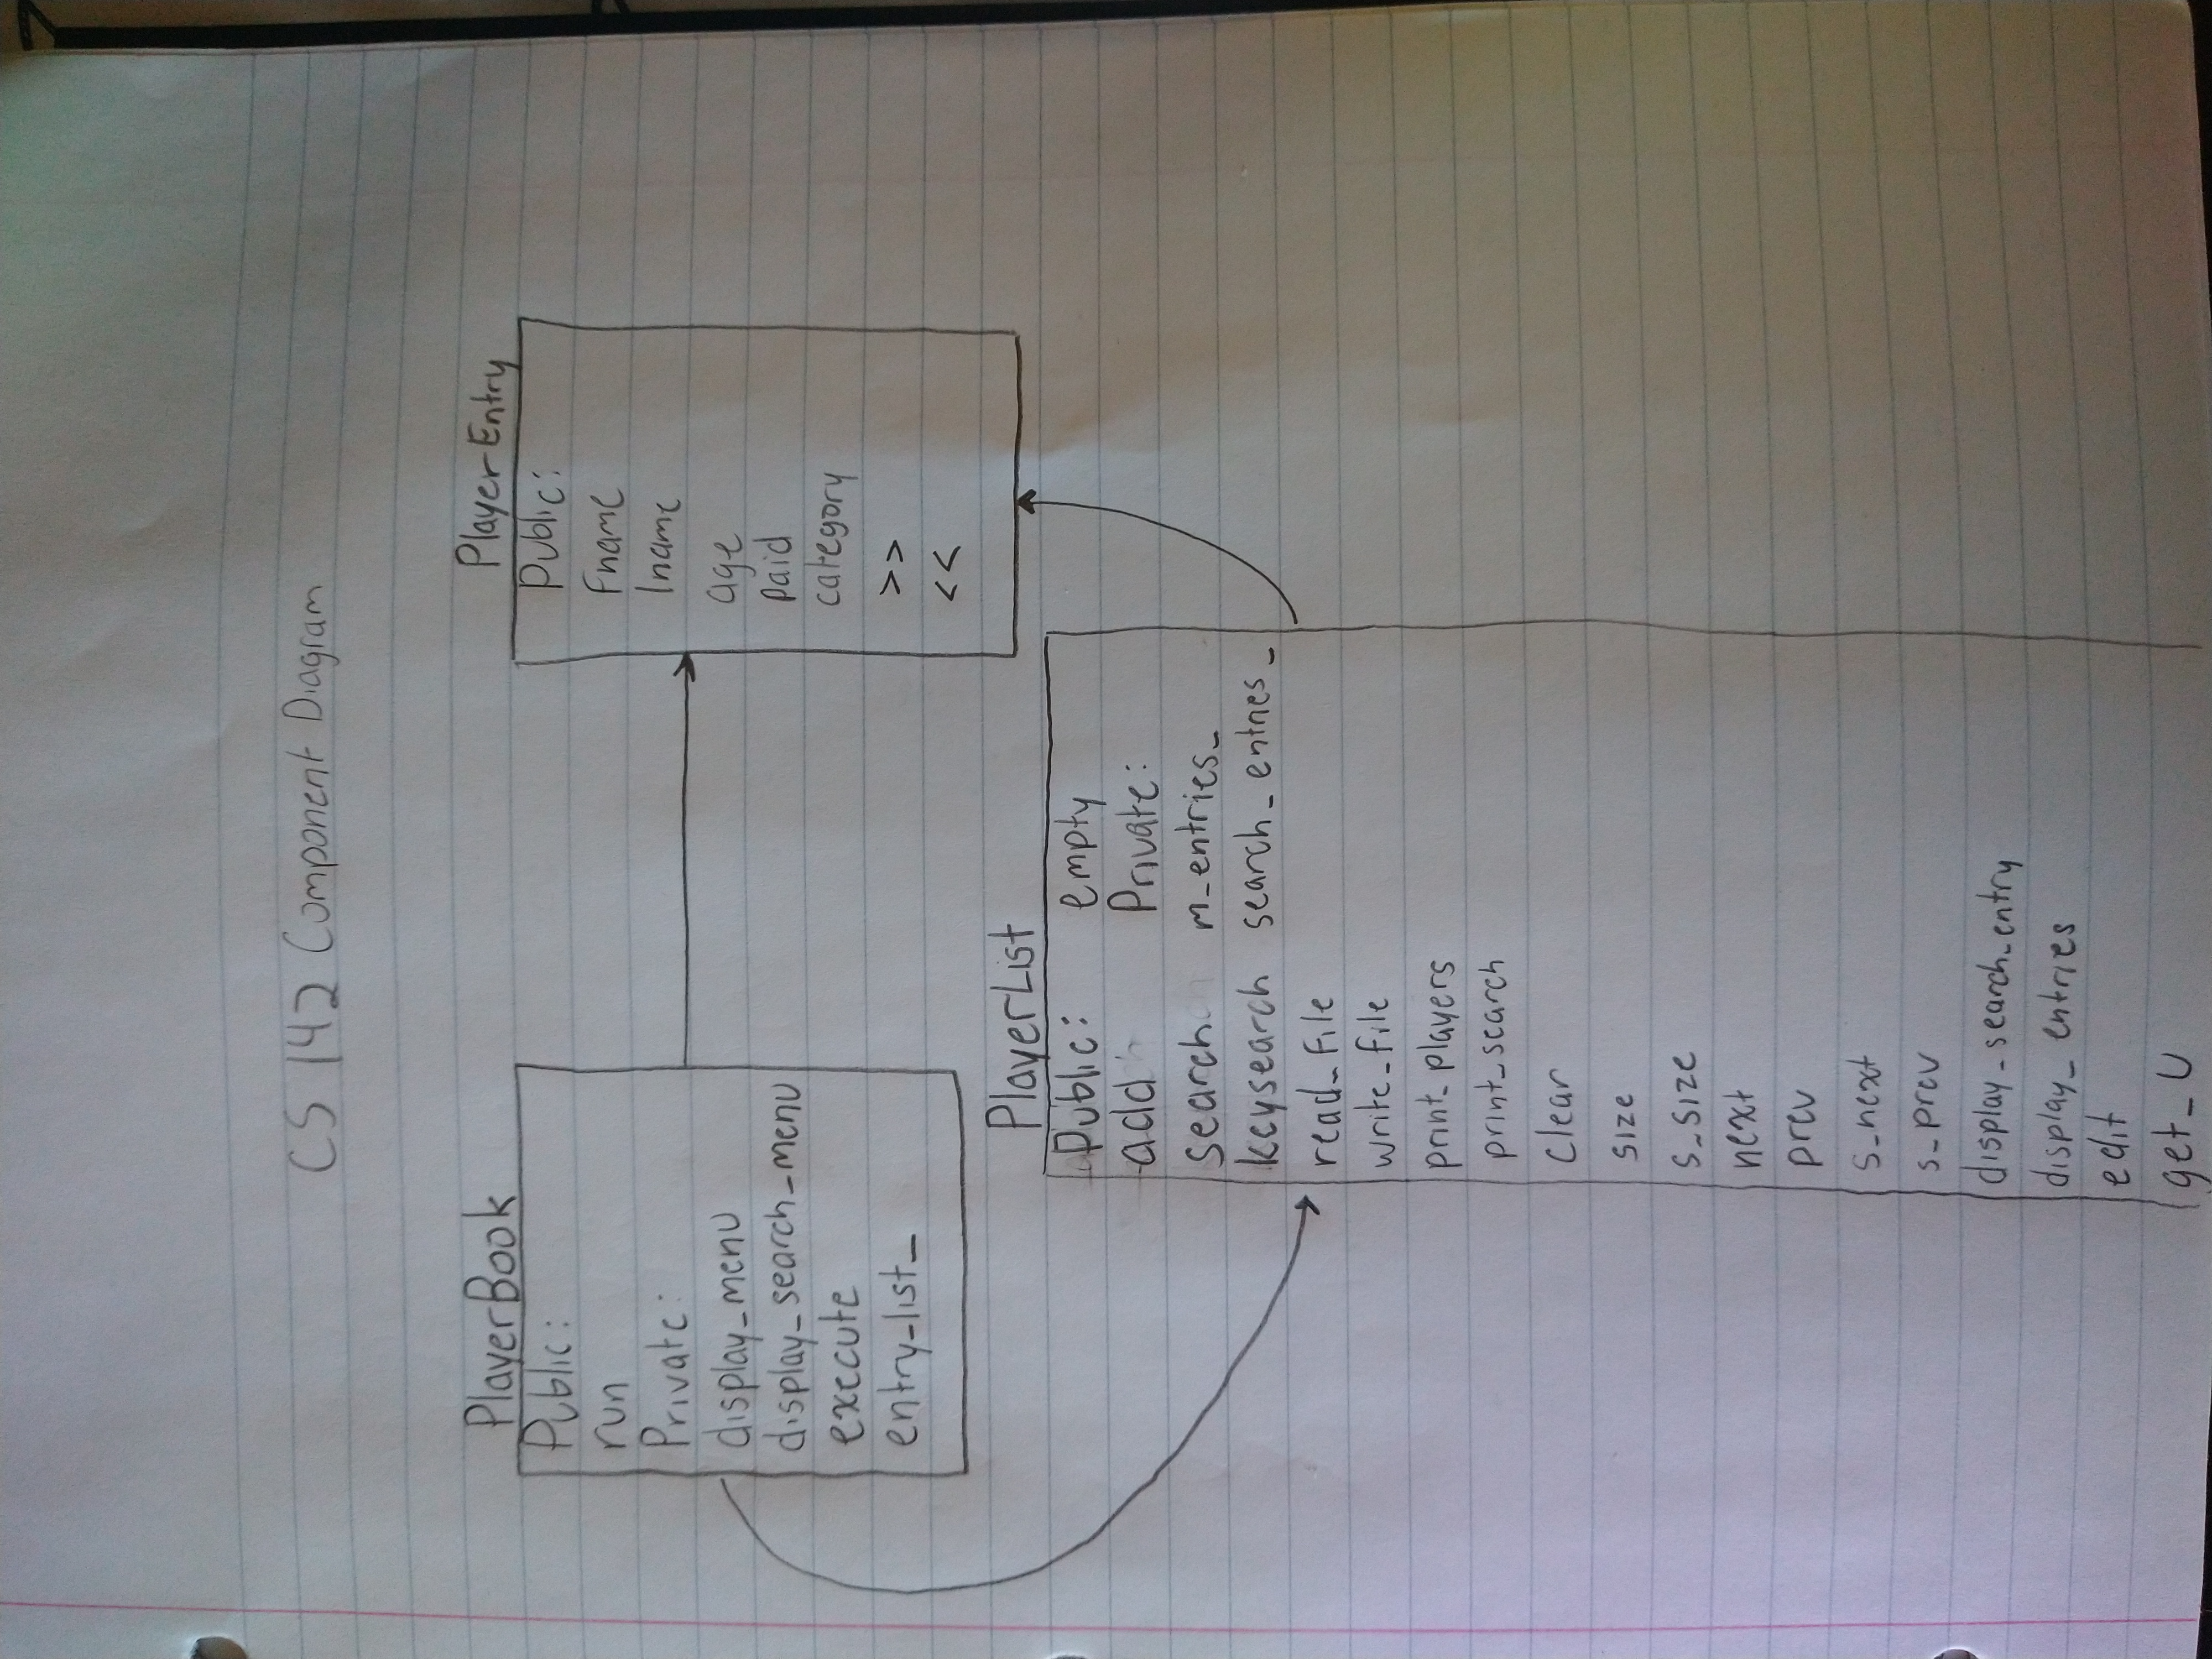 CS 142 Component Diagram
PlayerBook
Public:
run
Private:
display_menu
display_search_menu
execute
entry_list_
PlayerEntry
Public:
Fname
lname
age
paid
category
>>
<<
PlayerList
Public:
add
search
keysearch
read_file
write_file
print_players
print_search
clear
size
s_size
next
prev
s_next
s_prev
display_search_entry
display_entries
edit
get_U
empty
Private:
m_entries_
search_entries_